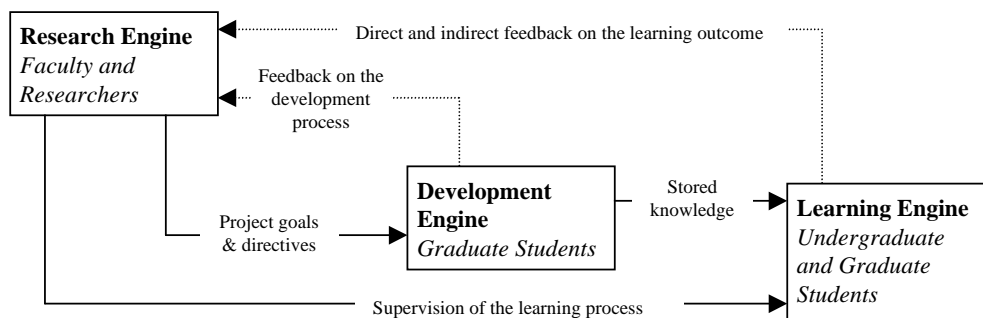 Research Engine
Faculty and
Researchers
Direct and indirect feedback on the learning outcome
Feedback on the
development
process
Development
Engine
Graduate Students
Stored
knowledge
Learning Engine
Undergraduate
and Graduate
Students
Project goals
& directives
Supervision of the learning process